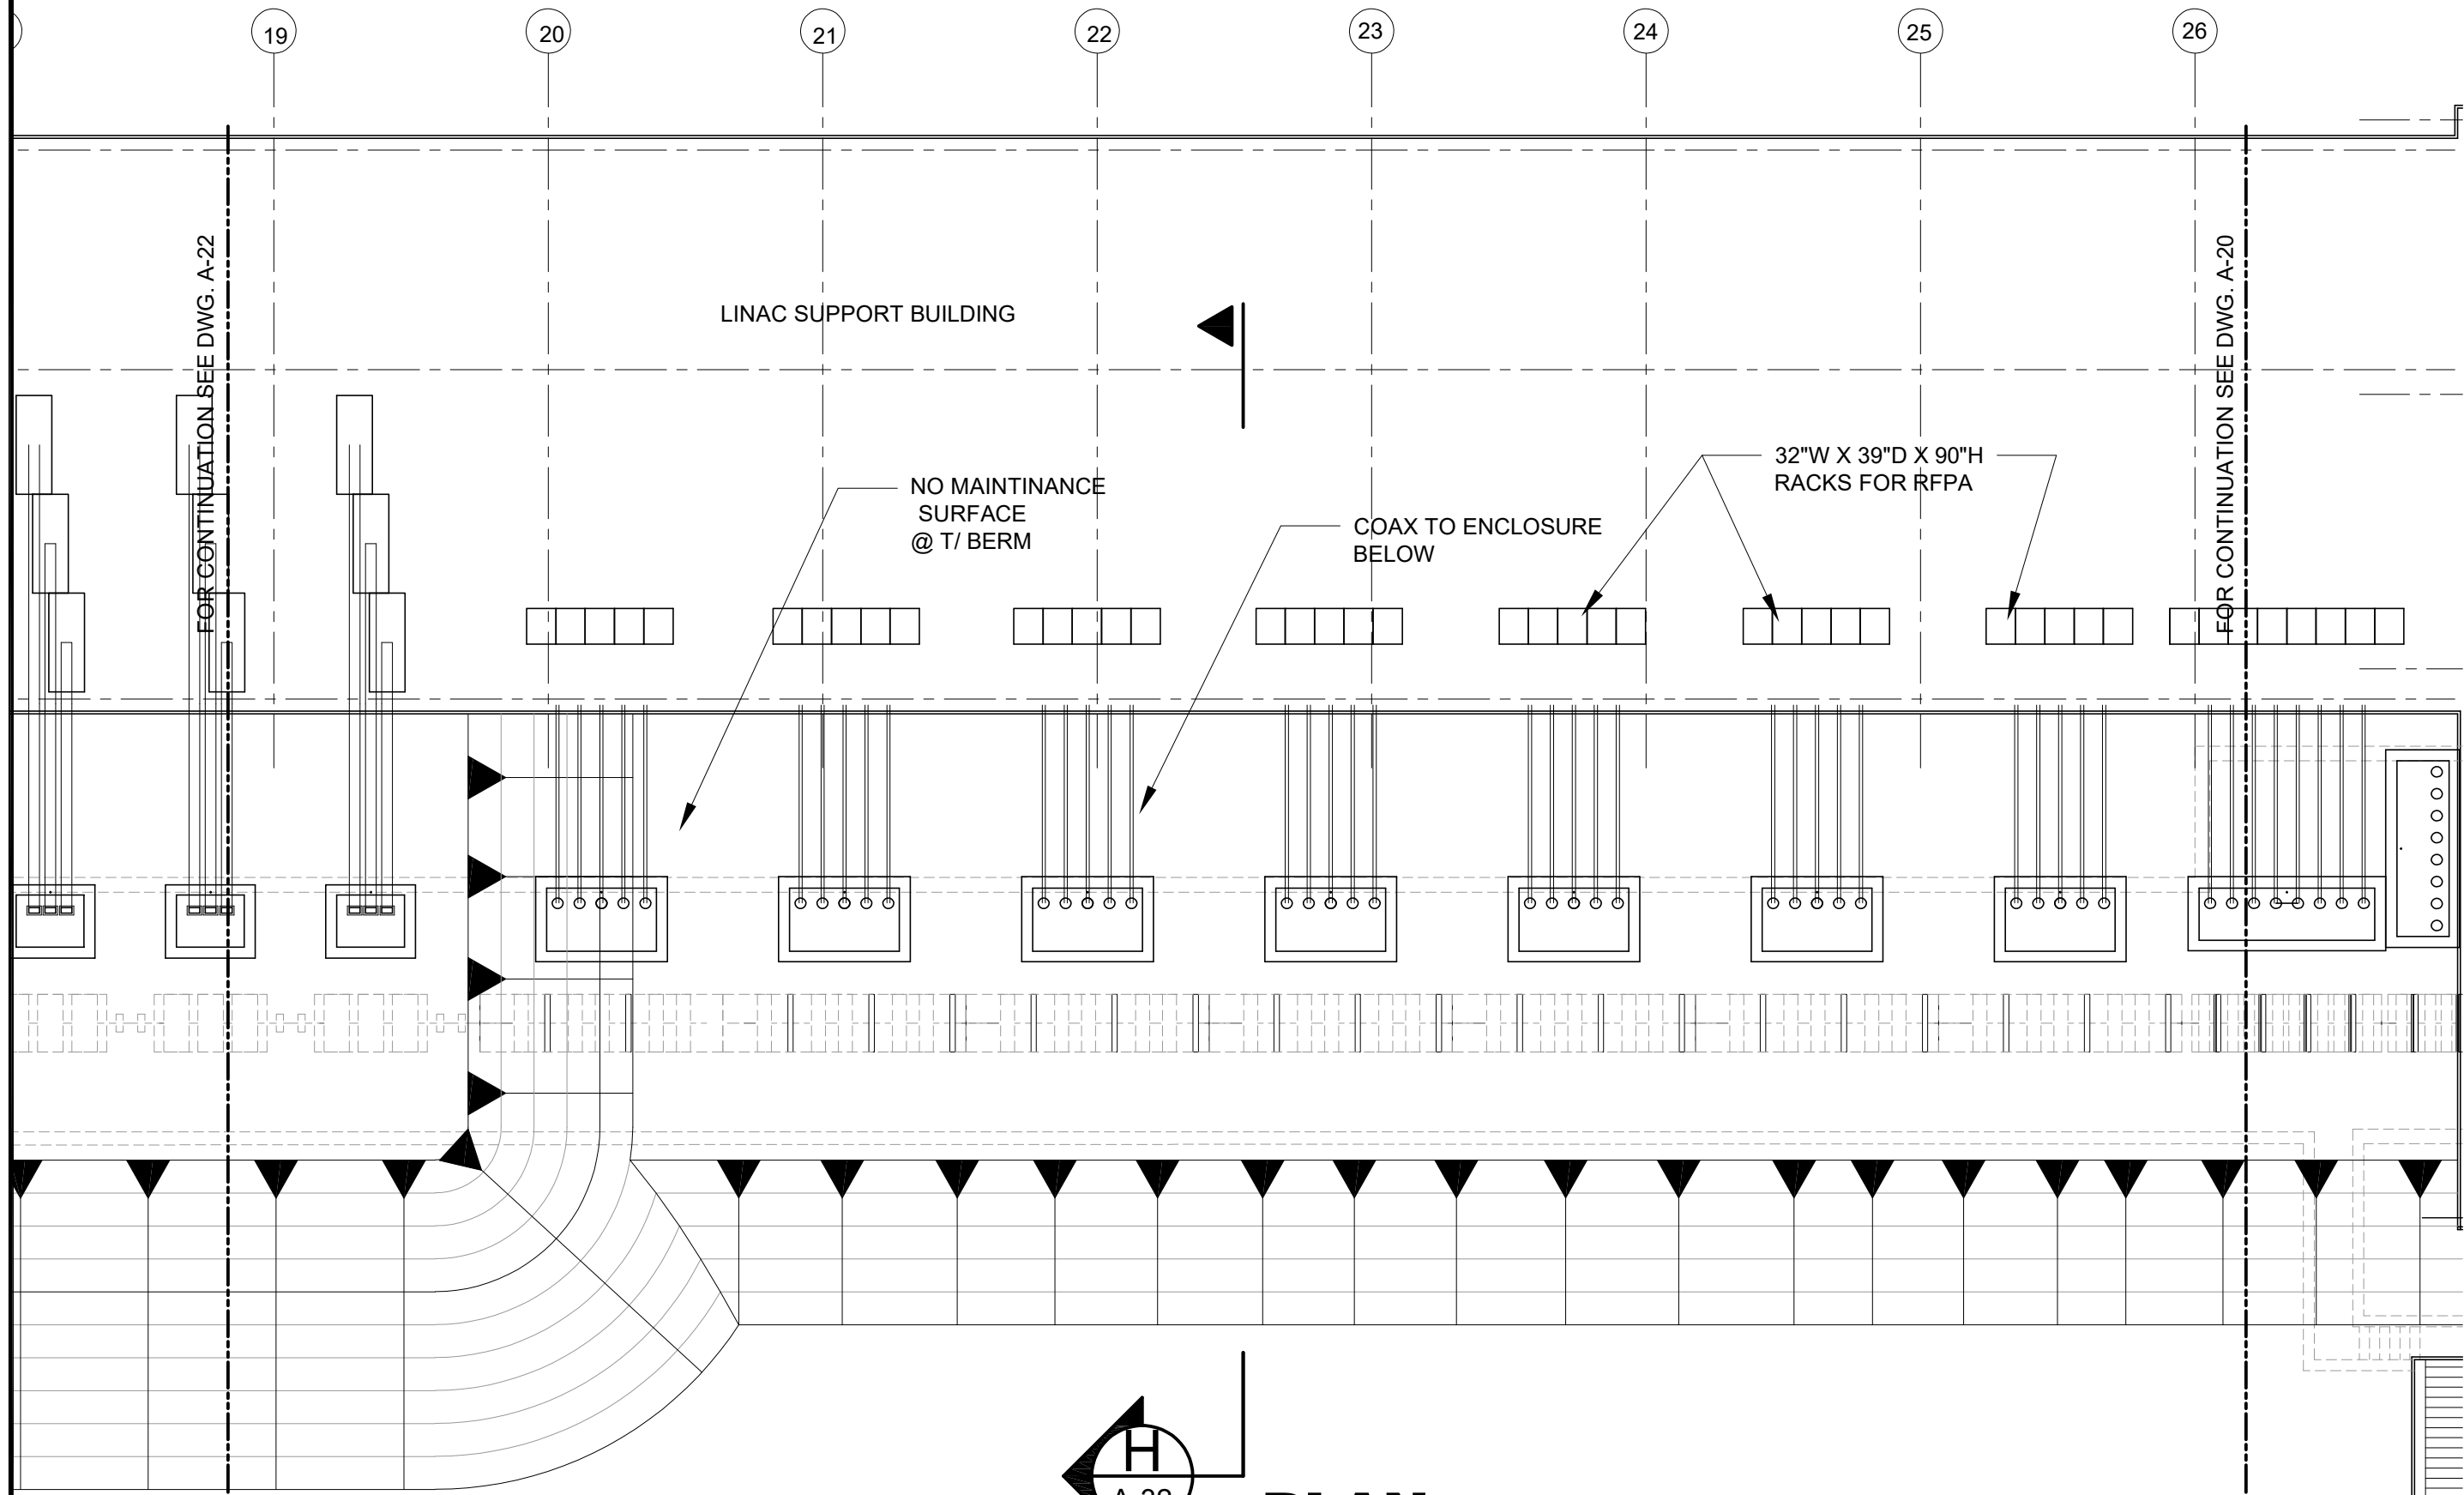 19
20
21
22
23
24
25
26
FOR CONTINUATION SEE DWG. A-22
FOR CONTINUATION SEE DWG. A-20
LINAC SUPPORT BUILDING
32"W X 39"D X 90"H
RACKS FOR RFPA
NO MAINTINANCE
SURFACE
@ T/ BERM
COAX TO ENCLOSURE
BELOW
H
PLAN